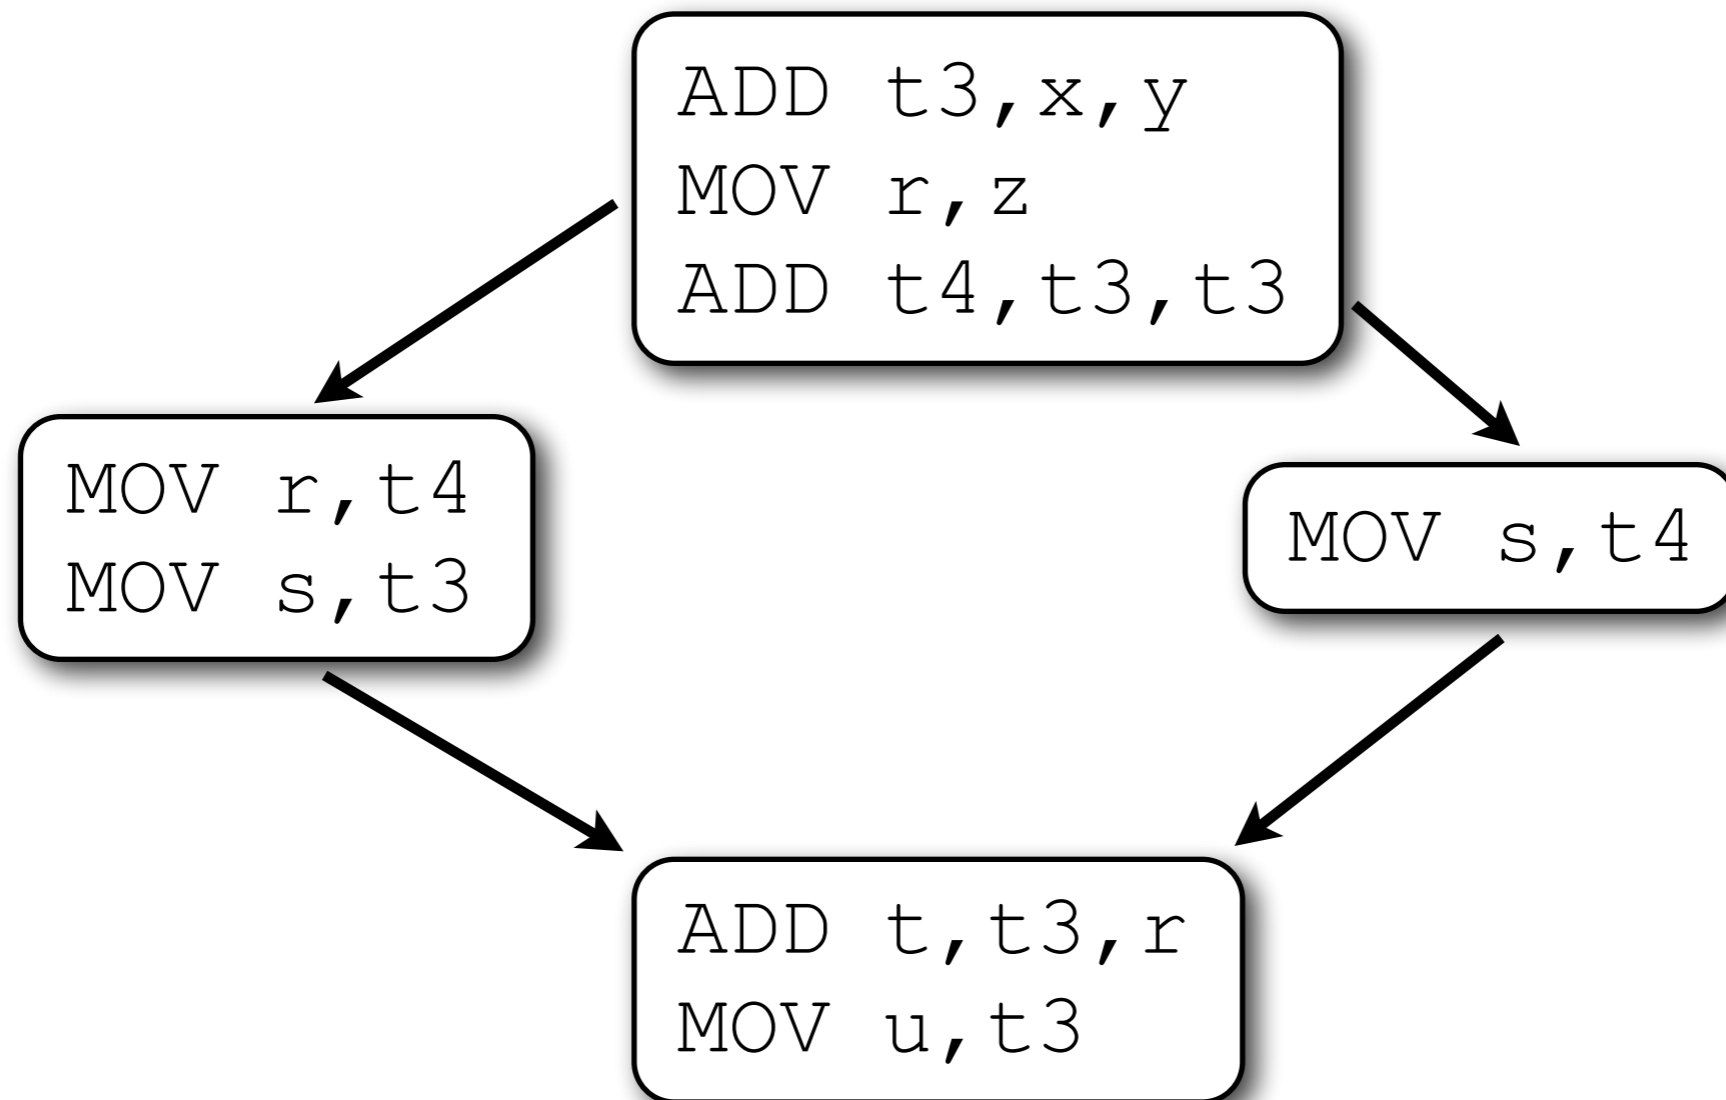 ADD t3,x,y
MOV r,z
ADD t4,t3,t3
MOV r,t4
MOV s,t3
MOV s,t4
ADD t,t3,r
MOV u,t3